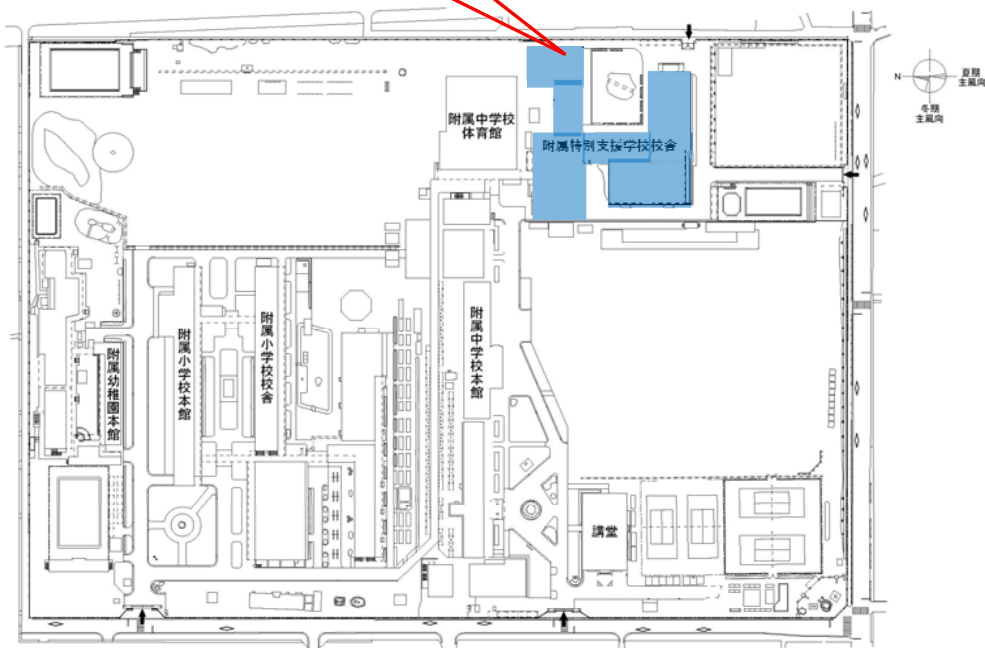 附属中学校
体育館
附属特別支援学校校舎
N
夏期
主風向
冬期
主風向
附属幼稚園本館
附属小学校本館
附属小学校校舎
附属中学校本館
講堂